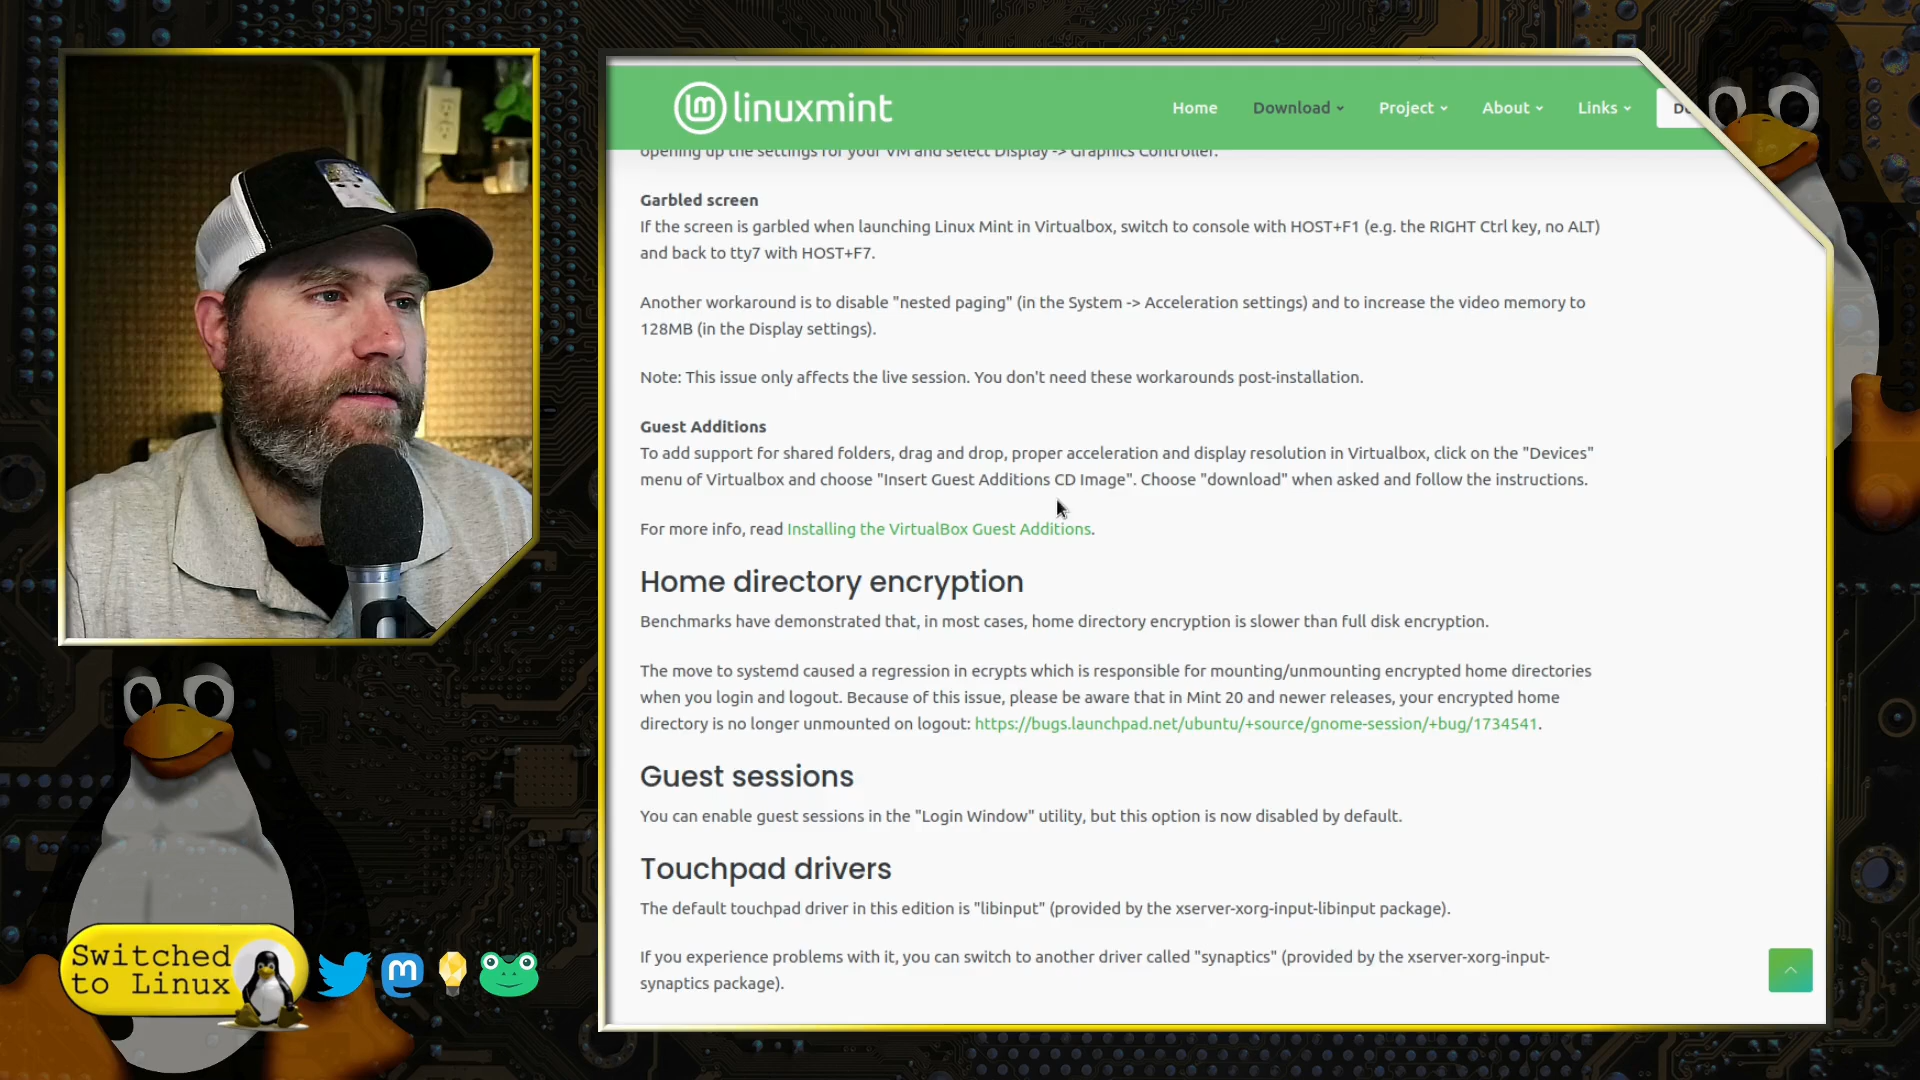 linuxmint
Home
Download
Project
About
Links
opening up the settings for your VM and select Display -> Graphics Controller.
Garbled screen
If the screen is garbled when launching Linux Mint in Virtualbox, switch to console with HOST+F1 (e.g. the RIGHT Ctrl key, no ALT)
and back to tty7 with HOST+F7.
Another workaround is to disable "nested paging" (in the System -> Acceleration settings) and to increase the video memory to
128MB (in the Display settings).
Note: This issue only affects the live session. You don't need these workarounds post-installation.
Guest Additions
To add support for shared folders, drag and drop, proper acceleration and display resolution in Virtualbox, click on the "Devices"
menu of Virtualbox and choose "Insert Guest Additions CD Image". Choose "download" when asked and follow the instructions.
For more info, read Installing the VirtualBox Guest Additions.
Home directory encryption
Benchmarks have demonstrated that, in most cases, home directory encryption is slower than full disk encryption.
The move to systemd caused a regression in ecrypts which is responsible for mounting/unmounting encrypted home directories
when you login and logout. Because of this issue, please be aware that in Mint 20 and newer releases, your encrypted home
directory is no longer unmounted on logout: https://bugs.launchpad.net/ubuntu/+source/gnome-session/+bug/1734541.
Guest sessions
You can enable guest sessions in the "Login Window" utility, but this option is now disabled by default.
Touchpad drivers
The default touchpad driver in this edition is "libinput" (provided by the xserver-xorg-input-libinput package).
If you experience problems with it, you can switch to another driver called "synaptics" (provided by the xserver-xorg-input-
synaptics package).
Switched
to Linux